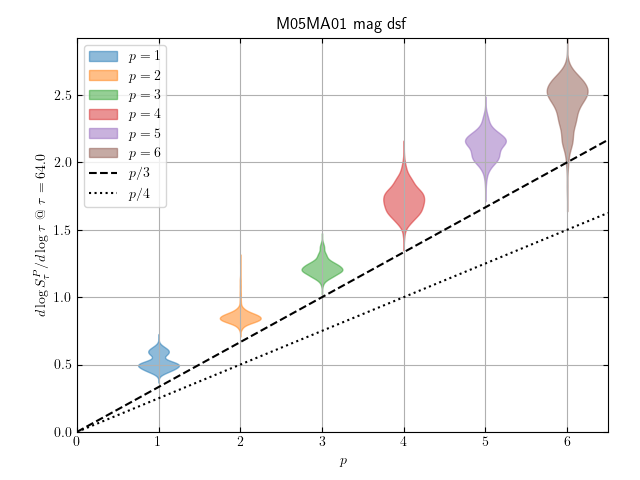 M05MA01 mag dsf
d log S_τ^P / d log τ @ τ = 64.0
2.5
2.0
1.5
1.0
0.5
0.0
p = 1
p = 2
p = 3
p = 4
p = 5
p = 6
p/3
p/4
0 1 2 3 4 5 6
p